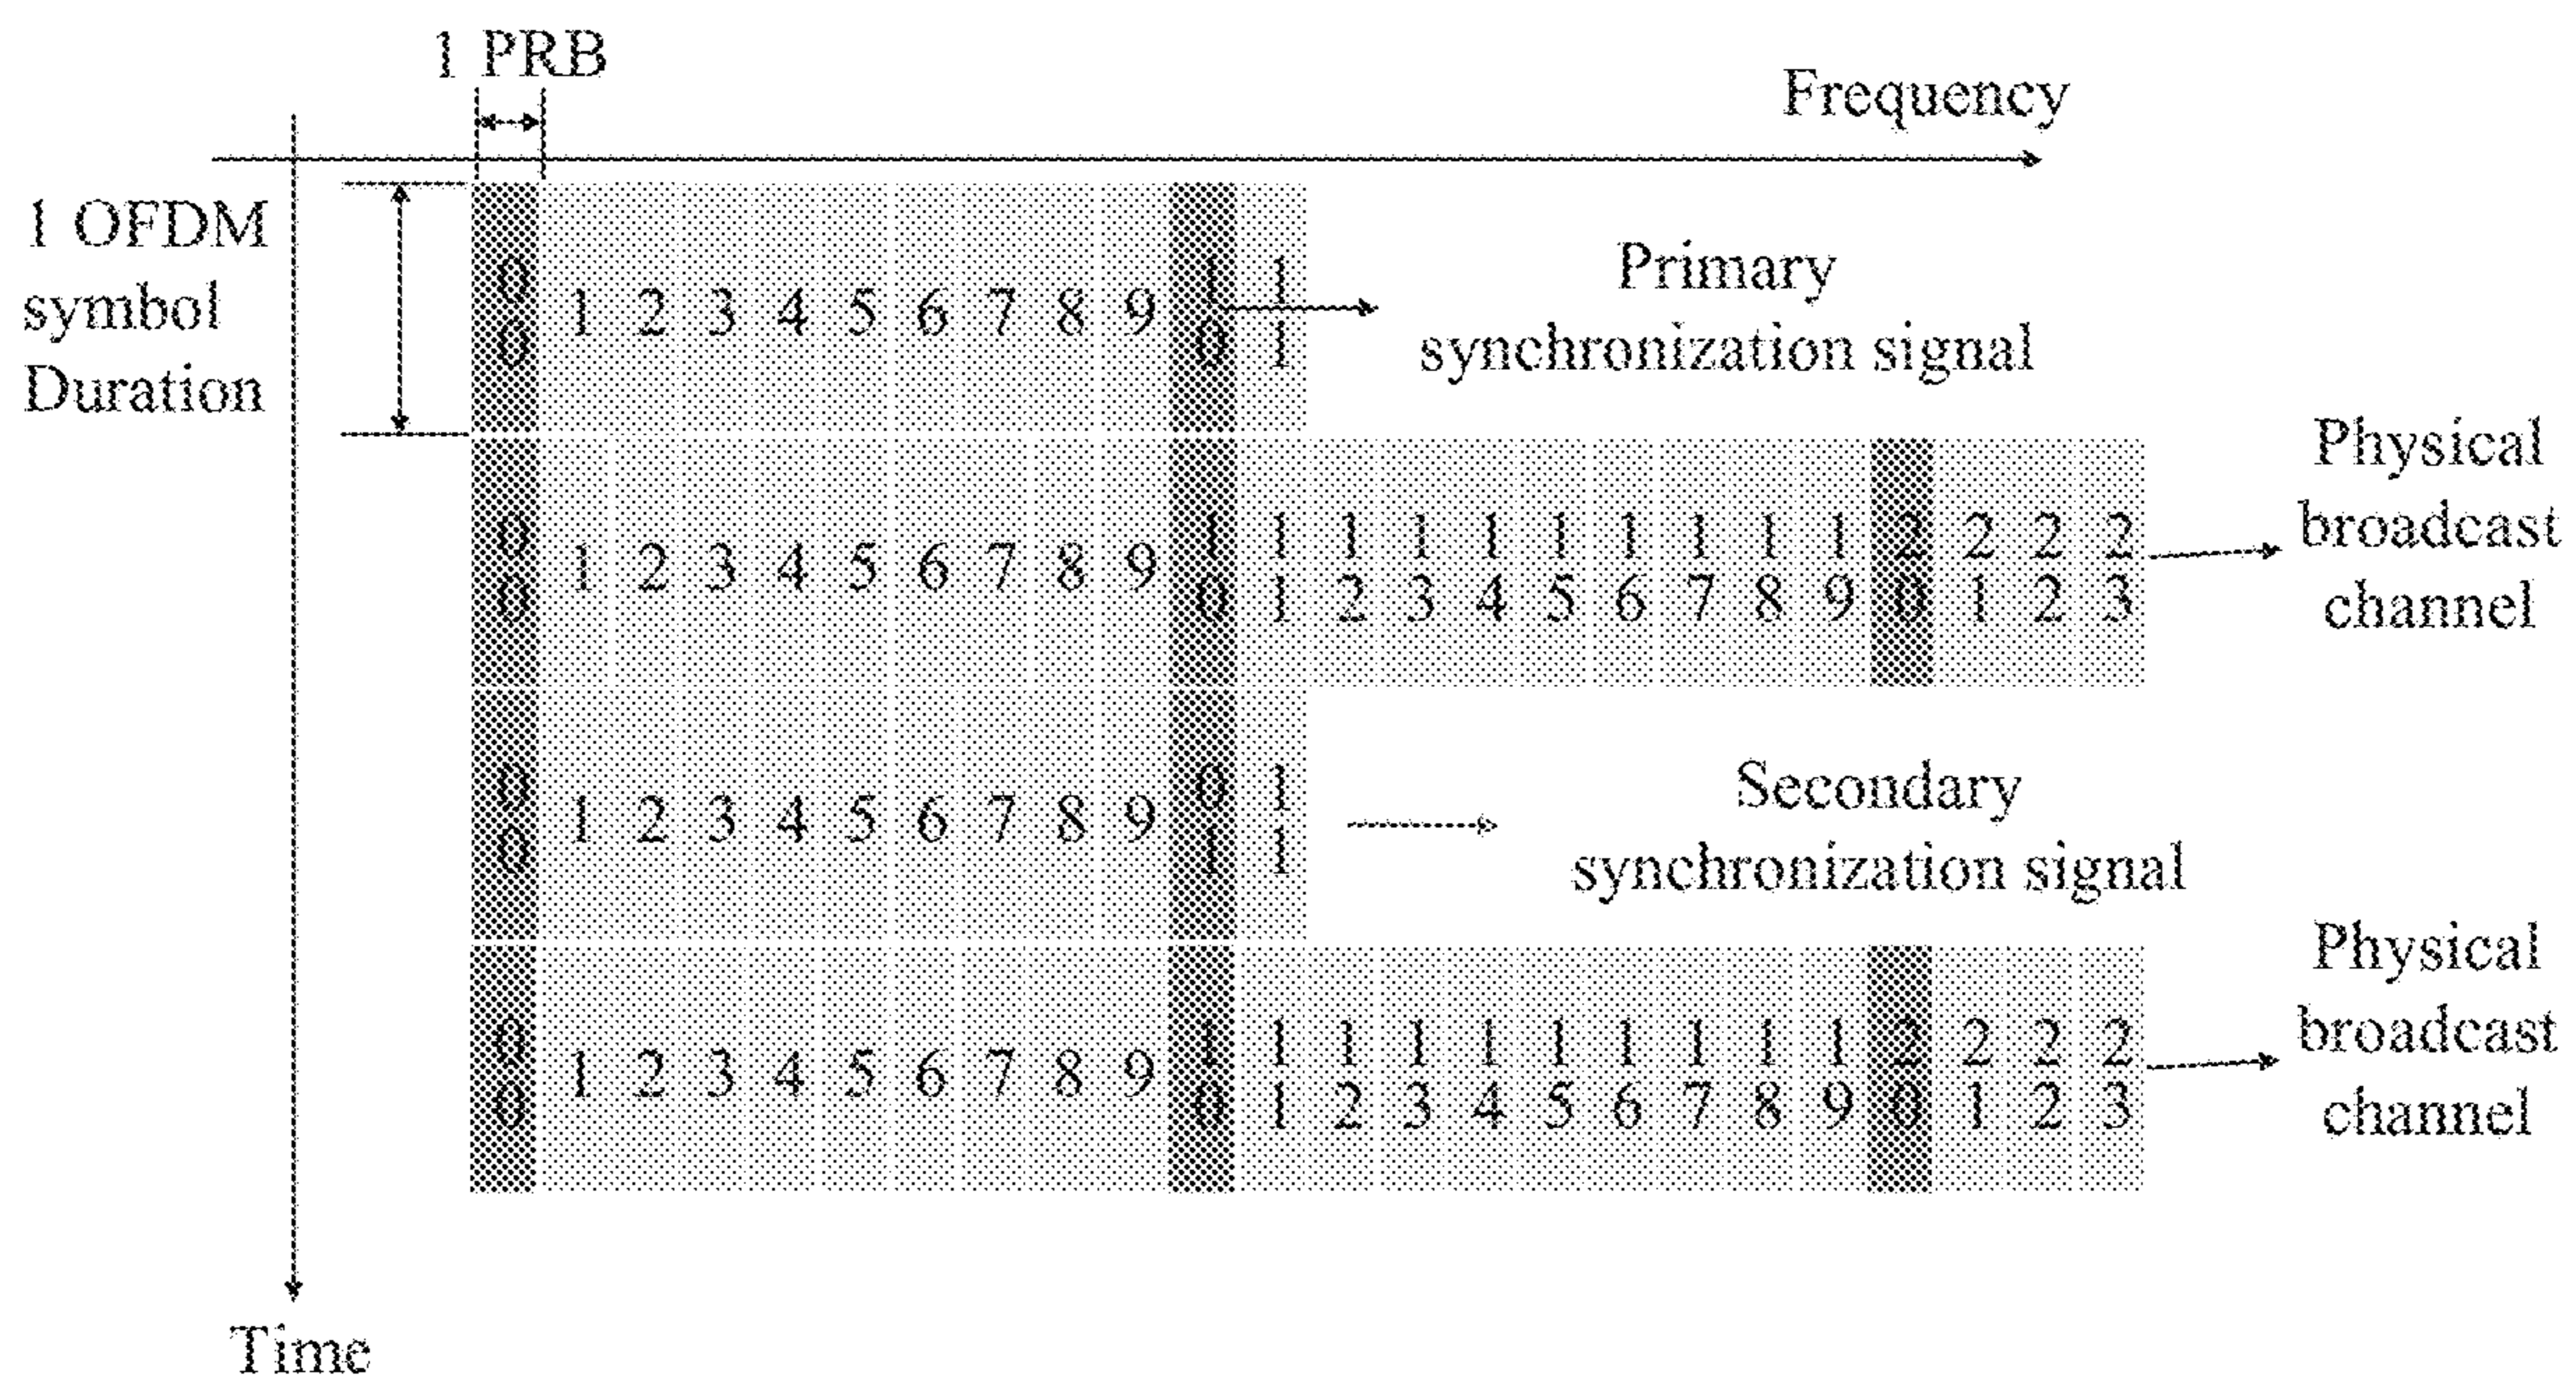 1 PRB
Frequency
1 OFDM
symbol
Duration
0 1 1
1 2 3 4 5 6 7 8 9
0 0 1
Primary
synchronization signal
0 1 1 1 1 1 1 1 1 1 1 2 2 2 2
1 2 3 4 5 6 7 8 9
0 0 1 2 3 4 5 6 7 8 9 0 1 2 3
Physical
broadcast
channel
0 0 1
1 2 3 4 5 6 7 8 9
0 1 1
Secondary
synchronization signal
0 1 1 1 1 1 1 1 1 1 1 2 2 2 2
1 2 3 4 5 6 7 8 9
0 0 1 2 3 4 5 6 7 8 9 0 1 2 3
Physical
broadcast
channel
Time